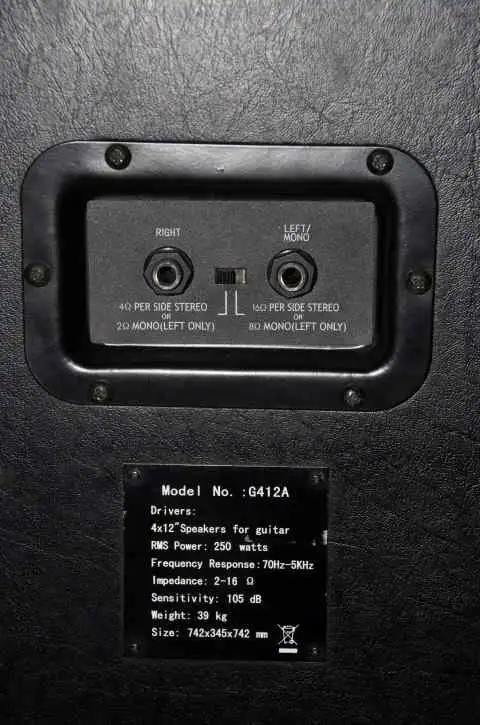 RIGHT
LEFT/
MONO
4Ω PER SIDE STEREO
OR
2Ω MONO(LEFT ONLY)
16Ω PER SIDE STEREO
OR
8Ω MONO(LEFT ONLY)
Model No. :G412A
Drivers:
4x12"Speakers for guitar
RMS Power: 250 watts
Frequency Response:70Hz-5KHz
Impedance: 2-16 Ω
Sensitivity: 105 dB
Weight: 39 kg
Size: 742x345x742 mm